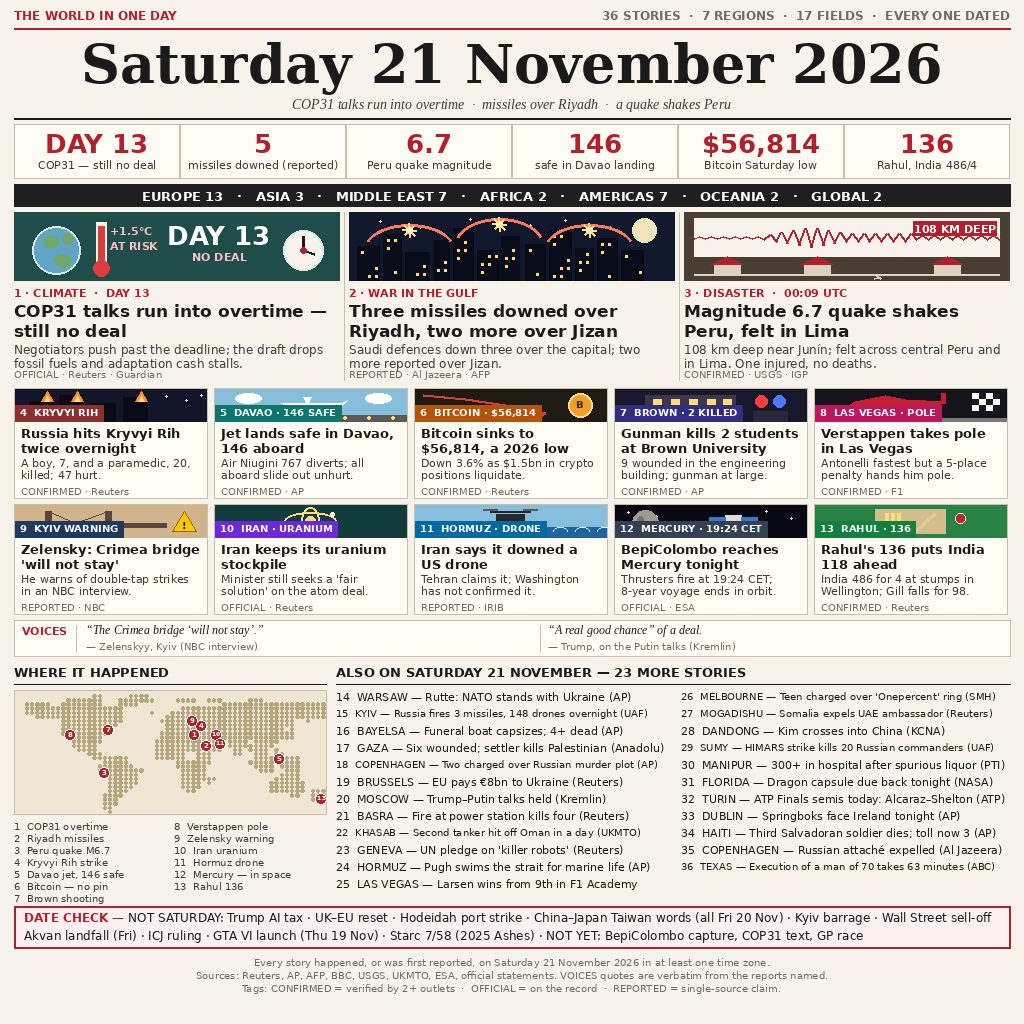 THE WORLD IN ONE DAY
36 STORIES · 7 REGIONS · 17 FIELDS · EVERY ONE DATED
Saturday 21 November 2026
COP31 talks run into overtime · missiles over Riyadh · a quake shakes Peru
DAY 13
COP31 — still no deal
5
missiles downed (reported)
6.7
Peru quake magnitude
146
safe in Davao landing
$56,814
Bitcoin Saturday low
136
Rahul, India 486/4
EUROPE 13 · ASIA 3 · MIDDLE EAST 7 · AFRICA 2 · AMERICAS 7 · OCEANIA 2 · GLOBAL 2
+1.5°C
AT RISK
DAY 13
NO DEAL
1 · CLIMATE · DAY 13
COP31 talks run into overtime —
still no deal
Negotiators push past the deadline; the draft drops
fossil fuels and adaptation cash stalls.
OFFICIAL · Reuters · Guardian
2 · WAR IN THE GULF
Three missiles downed over
Riyadh, two more over Jizan
Saudi defences down three over the capital; two
more reported over Jizan.
REPORTED · Al Jazeera · AFP
108 KM DEEP
3 · DISASTER · 00:09 UTC
Magnitude 6.7 quake shakes
Peru, felt in Lima
108 km deep near Junín; felt across central Peru and
in Lima. One injured, no deaths.
CONFIRMED · USGS · IGP
4 KRYVYI RIH
Russia hits Kryvyi Rih
twice overnight
A boy, 7, and a paramedic, 20,
killed; 47 hurt.
CONFIRMED · Reuters
5 DAVAO · 146 SAFE
Jet lands safe in Davao,
146 aboard
Air Niugini 767 diverts; all
aboard slide out unhurt.
CONFIRMED · AP
B
6 BITCOIN · $56,814
Bitcoin sinks to
$56,814, a 2026 low
Down 3.6% as $1.5bn in crypto
positions liquidate.
CONFIRMED · Reuters
7 BROWN · 2 KILLED
Gunman kills 2 students
at Brown University
9 wounded in the engineering
building; gunman at large.
CONFIRMED · AP
8 LAS VEGAS · POLE
Verstappen takes pole
in Las Vegas
Antonelli fastest but a 5-place
penalty hands him pole.
CONFIRMED · F1
!
9 KYIV WARNING
Zelensky: Crimea bridge
'will not stay'
He warns of double-tap strikes
in an NBC interview.
REPORTED · NBC
10 IRAN · URANIUM
Iran keeps its uranium
stockpile
Minister still seeks a 'fair
solution' on the atom deal.
OFFICIAL · Reuters
11 HORMUZ · DRONE
Iran says it downed a
US drone
Tehran claims it; Washington
has not confirmed it.
REPORTED · IRIB
12 MERCURY · 19:24 CET
BepiColombo reaches
Mercury tonight
Thrusters fire at 19:24 CET;
8-year voyage ends in orbit.
OFFICIAL · ESA
13 RAHUL · 136
Rahul's 136 puts India
118 ahead
India 486 for 4 at stumps in
Wellington; Gill falls for 98.
CONFIRMED · Reuters
VOICES
“The Crimea bridge ‘will not stay’.”
— Zelenskyy, Kyiv (NBC interview)
“A real good chance” of a deal.
— Trump, on the Putin talks (Kremlin)
WHERE IT HAPPENED
1 COP31 overtime
2 Riyadh missiles
3 Peru quake M6.7
4 Kryvyi Rih strike
5 Davao jet, 146 safe
6 Bitcoin — no pin
7 Brown shooting
8 Verstappen pole
9 Zelensky warning
10 Iran uranium
11 Hormuz drone
12 Mercury — in space
13 Rahul 136
ALSO ON SATURDAY 21 NOVEMBER — 23 MORE STORIES
14 WARSAW — Rutte: NATO stands with Ukraine (AP)
15 KYIV — Russia fires 3 missiles, 148 drones overnight (UAF)
16 BAYELSA — Funeral boat capsizes; 4+ dead (AP)
17 GAZA — Six wounded; settler kills Palestinian (Anadolu)
18 COPENHAGEN — Two charged over Russian murder plot (AP)
19 BRUSSELS — EU pays €8bn to Ukraine (Reuters)
20 MOSCOW — Trump–Putin talks held (Kremlin)
21 BASRA — Fire at power station kills four (Reuters)
22 KHASAB — Second tanker hit off Oman in a day (UKMTO)
23 GENEVA — UN pledge on 'killer robots' (Reuters)
24 HORMUZ — Pugh swims the strait for marine life (AP)
25 LAS VEGAS — Larsen wins from 9th in F1 Academy
26 MELBOURNE — Teen charged over 'Onepercent' ring (SMH)
27 MOGADISHU — Somalia expels UAE ambassador (Reuters)
28 DANDONG — Kim crosses into China (KCNA)
29 SUMY — HIMARS strike kills 20 Russian commanders (UAF)
30 MANIPUR — 300+ in hospital after spurious liquor (PTI)
31 FLORIDA — Dragon capsule due back tonight (NASA)
32 TURIN — ATP Finals semis today: Alcaraz–Shelton (ATP)
33 DUBLIN — Springboks face Ireland tonight (AP)
34 HAITI — Third Salvadoran soldier dies; toll now 3 (AP)
35 COPENHAGEN — Russian attaché expelled (Al Jazeera)
36 TEXAS — Execution of a man of 70 takes 63 minutes (ABC)
DATE CHECK — NOT SATURDAY: Trump AI tax · UK–EU reset · Hodeidah port strike · China–Japan Taiwan words (all Fri 20 Nov) · Kyiv barrage · Wall Street sell-off
Akvan landfall (Fri) · ICJ ruling · GTA VI launch (Thu 19 Nov) · Starc 7/58 (2025 Ashes) · NOT YET: BepiColombo capture, COP31 text, GP race
Every story happened, or was first reported, on Saturday 21 November 2026 in at least one time zone.
Sources: Reuters, AP, AFP, BBC, USGS, UKMTO, ESA, official statements. VOICES quotes are verbatim from the reports named.
Tags: CONFIRMED = verified by 2+ outlets · OFFICIAL = on the record · REPORTED = single-source claim.